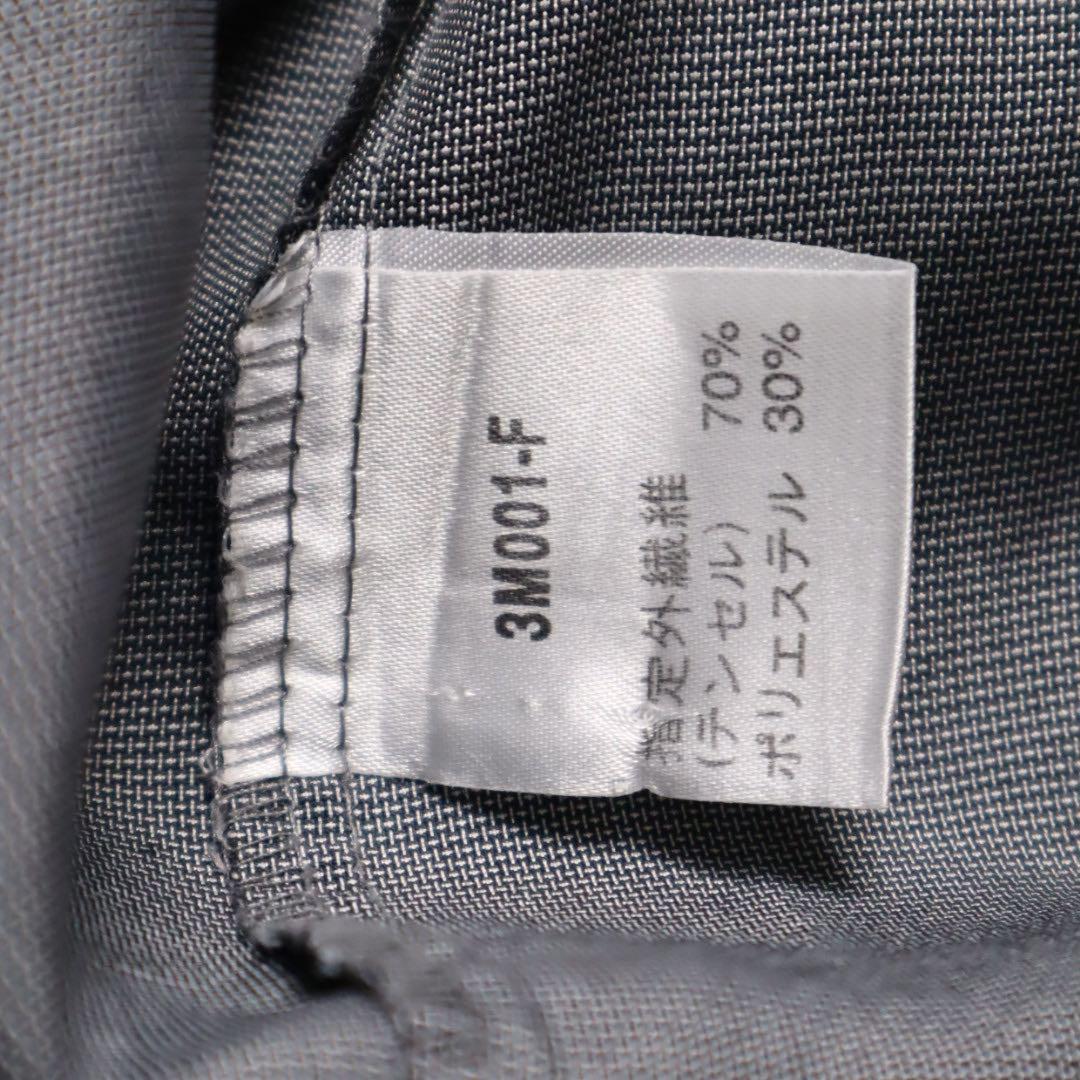 3M001-F
指定外繊維
(テンセル) 70%
ポリエステル 30%